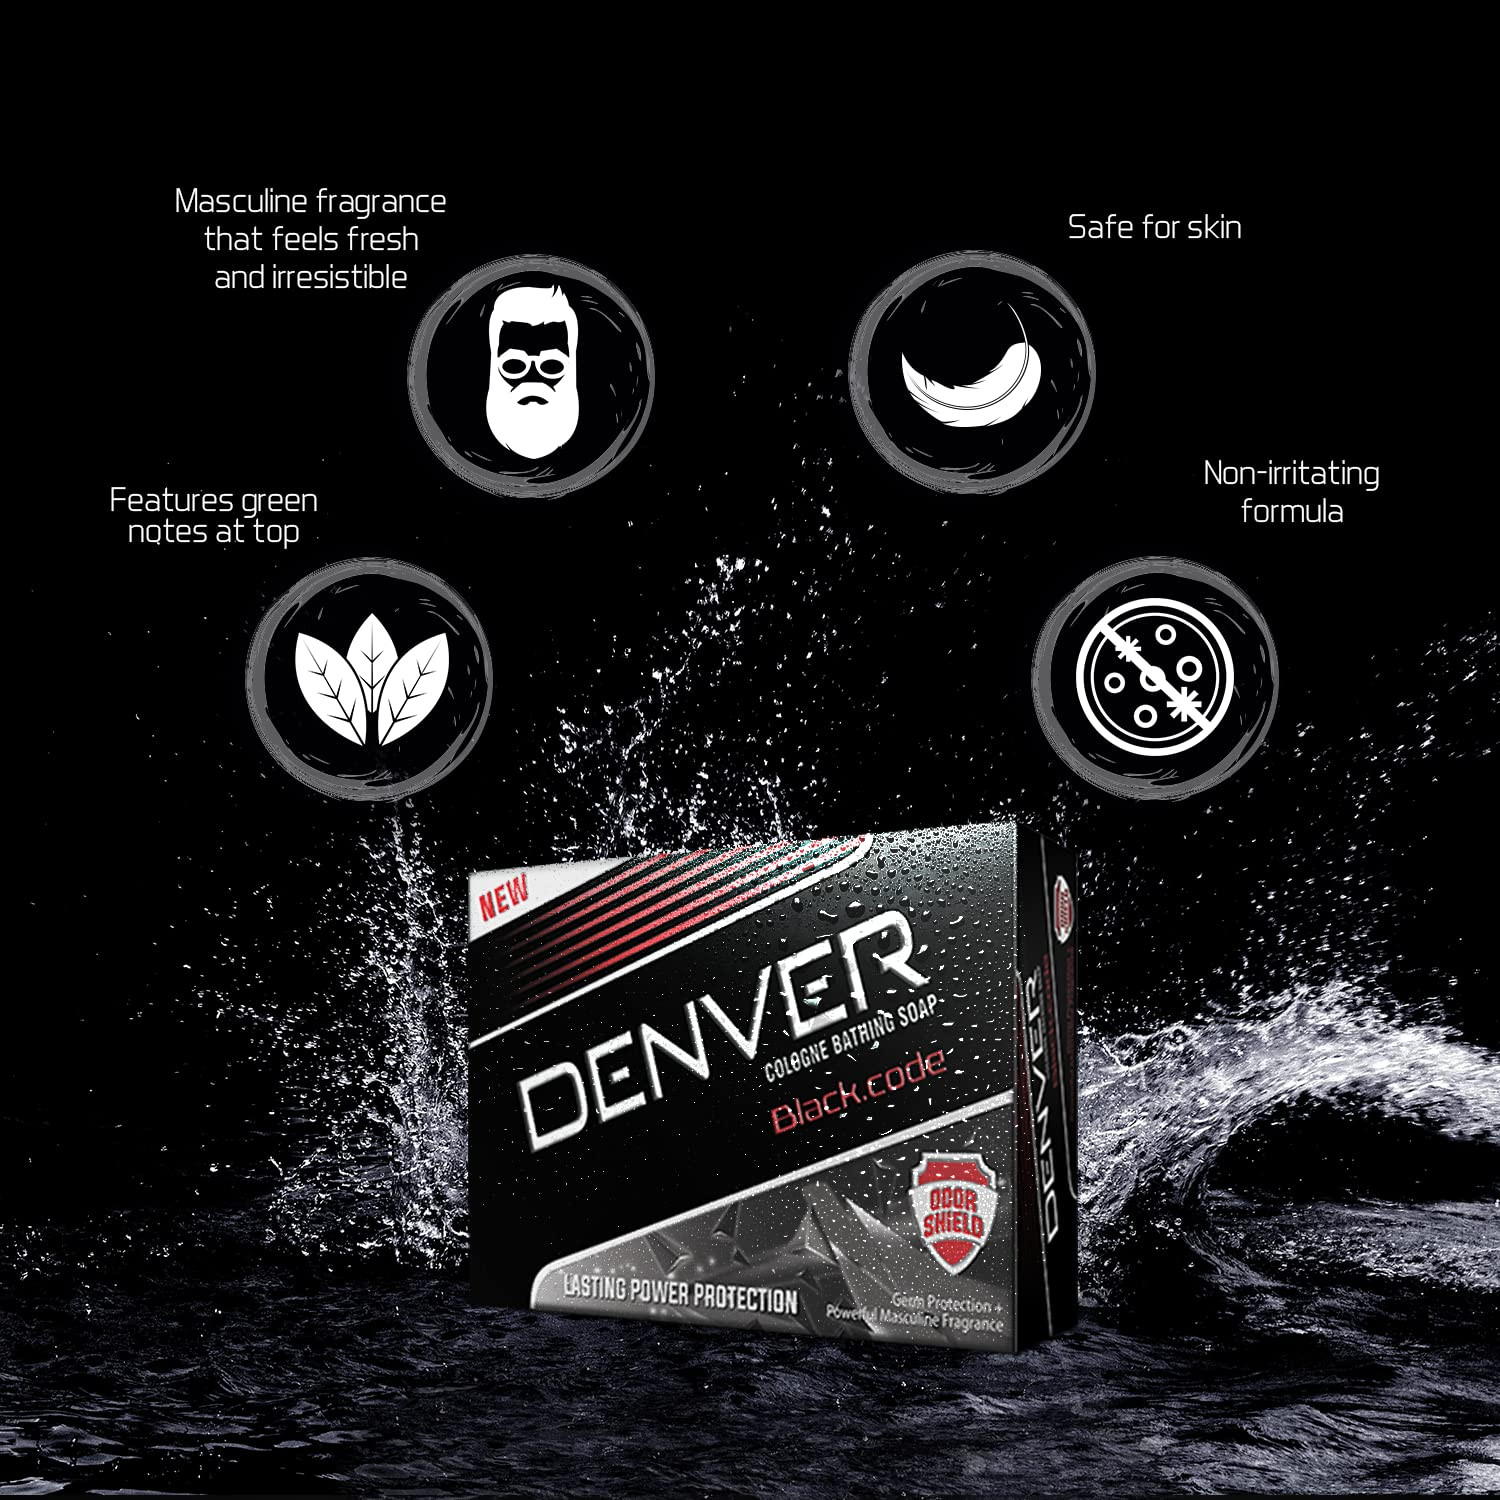 Masculine fragrance
that feels fresh
and irresistible
Safe for skin
Features green
notes at top
Non-irritating
formula
NEW
DENVER
COLOGNE BATHING SOAP
Black.code
ODOR
SHIELD
LASTING POWER PROTECTION
Germ Protection +
Powerful Masculine Fragrance
DENVER